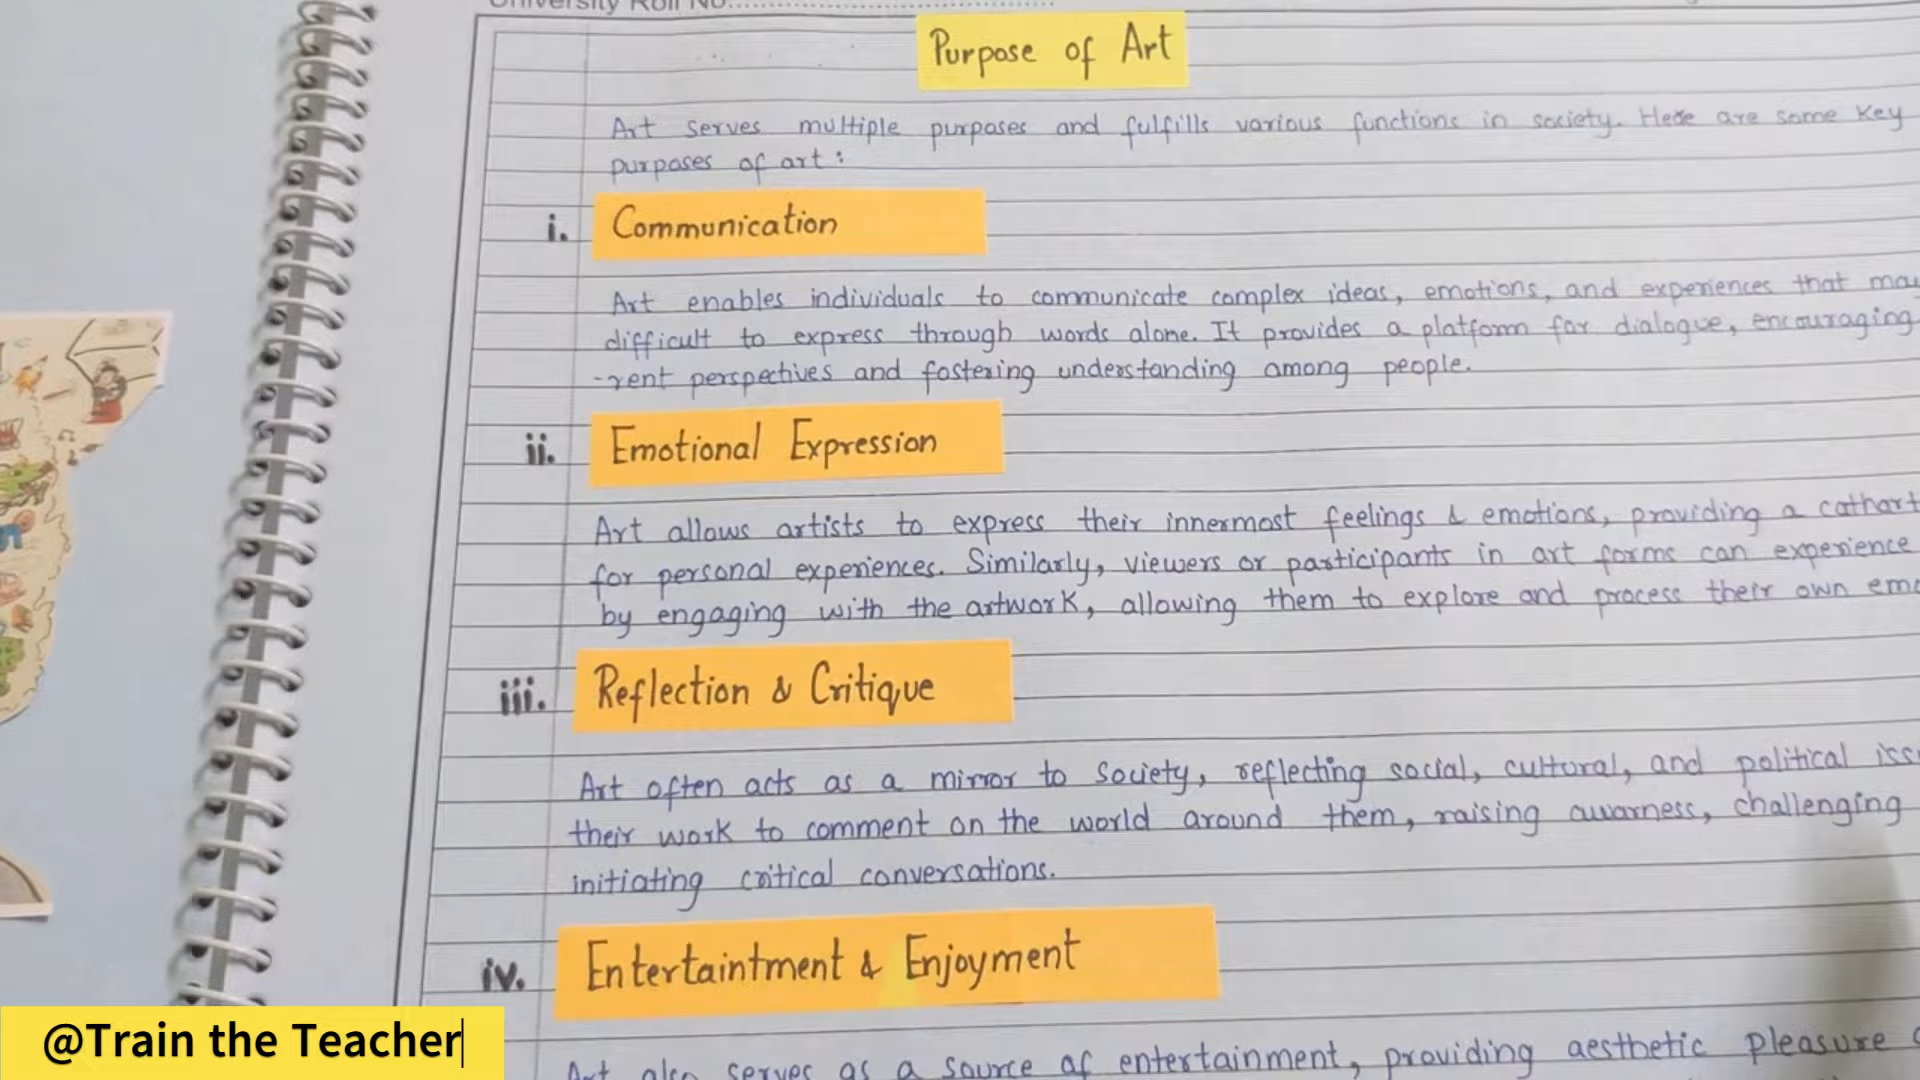 University Roll No
Purpose of Art
Art serves multiple purposes and fulfills various functions in society. Here are some key
purposes of art:
i. Communication
Art enables individuals to communicate complex ideas, emotions, and experiences that may
difficult to express through words alone. It provides a platform for dialogue, encouraging
-rent perspectives and fostering understanding among people.
ii. Emotional Expression
Art allows artists to express their innermost feelings & emotions, providing a cathart
for personal experiences. Similarly, viewers or participants in art forms can experience
by engaging with the artwork, allowing them to explore and process their own emo
iii. Reflection & Critique
Art often acts as a mirror to society, reflecting social, cultural, and political iss
their work to comment on the world around them, raising awarness, challenging
initiating critical conversations.
iv. Entertaintment & Enjoyment
Art also serves as a source of entertainment, providing aesthetic pleasure
@Train the Teacher